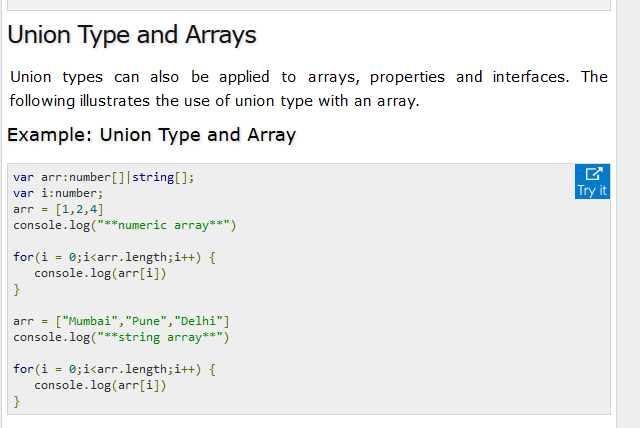 Union Type and Arrays
Union types can also be applied to arrays, properties and interfaces. The
following illustrates the use of union type with an array.
Example: Union Type and Array
Try it
var arr:number[]|string[];
var i:number;
arr = [1,2,4]
console.log("**numeric array**")
for(i = 0;i<arr.length;i++) {
   console.log(arr[i])
}
arr = ["Mumbai","Pune","Delhi"]
console.log("**string array**")
for(i = 0;i<arr.length;i++) {
   console.log(arr[i])
}